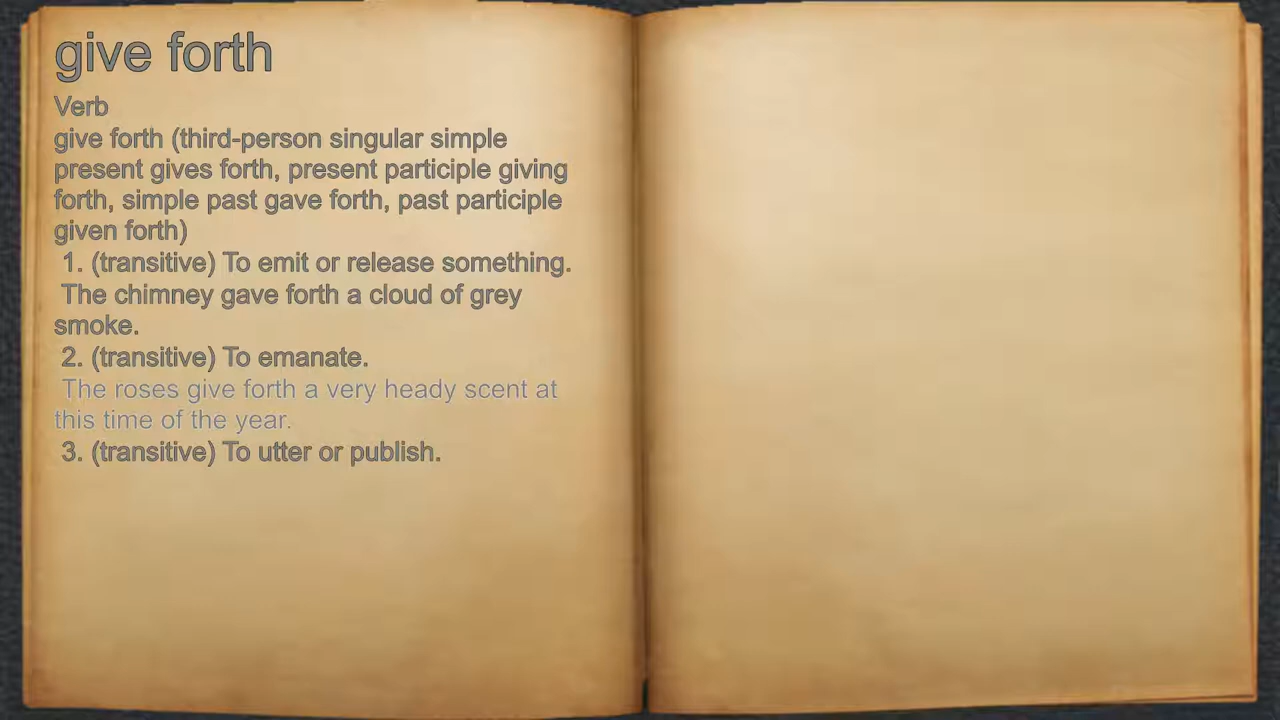 give forth
Verb
give forth (third-person singular simple
present gives forth, present participle giving
forth, simple past gave forth, past participle
given forth)
1. (transitive) To emit or release something.
The chimney gave forth a cloud of grey
smoke.
2. (transitive) To emanate.
The roses give forth a very heady scent at
this time of the year.
3. (transitive) To utter or publish.